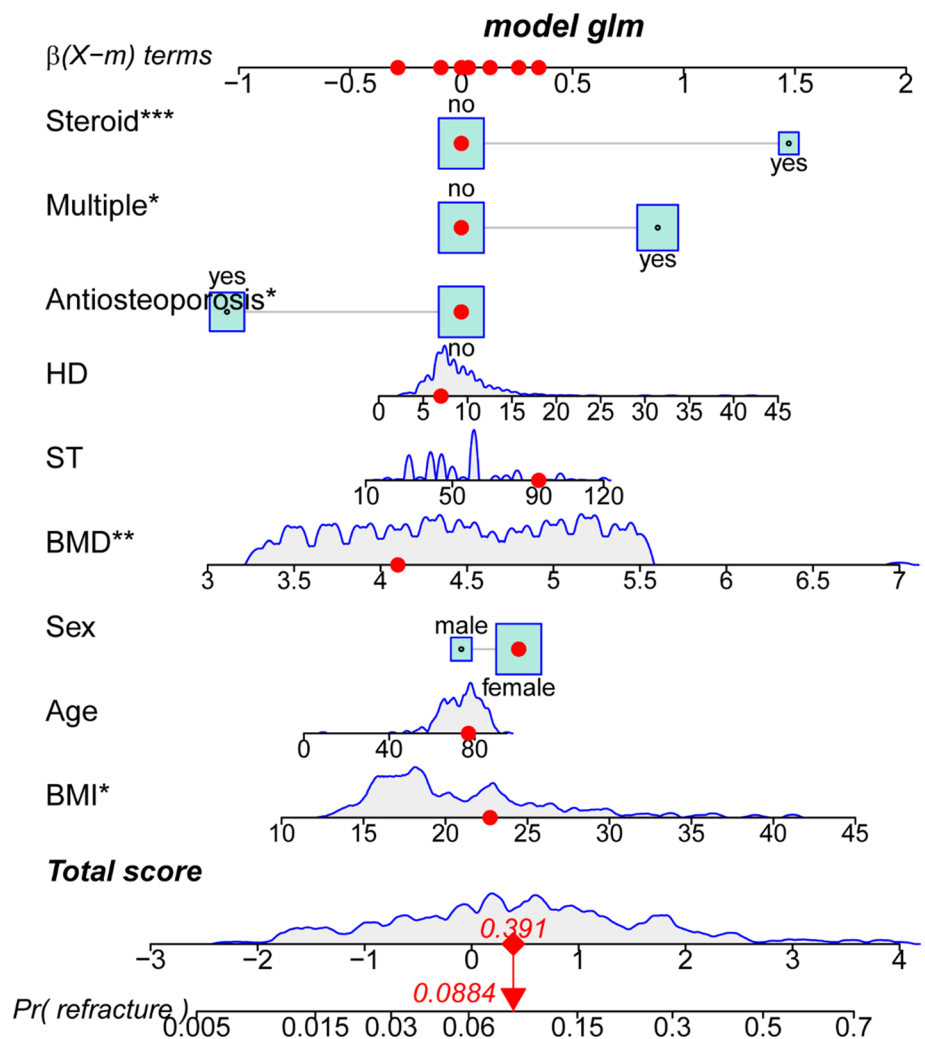 model glm
β(X−m) terms
−1 −0.5 0 0.5 1 1.5 2
Steroid***
no
yes
Multiple*
no
yes
Antiosteoporosis*
yes
no
HD
0 5 10 15 20 25 30 35 40 45
ST
10 50 90 120
BMD**
3 3.5 4 4.5 5 5.5 6 6.5 7
Sex
male
female
Age
0 40 80
BMI*
10 15 20 25 30 35 40 45
Total score
0.391
−3 −2 −1 0 1 2 3 4
0.0884
Pr( refracture )
0.005 0.015 0.03 0.06 0.15 0.3 0.5 0.7